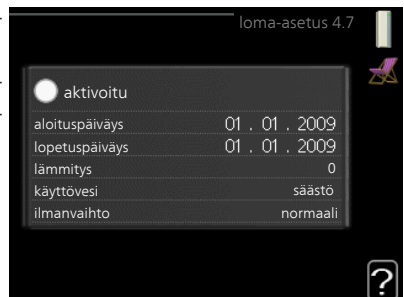 loma-asetus 4.7
aktivoitu
aloituspäiväys 01 . 01 . 2009
lopetuspäiväys 01 . 01 . 2009
lämmitys 0
käyttövesi säästö
ilmanvaihto normaali
?